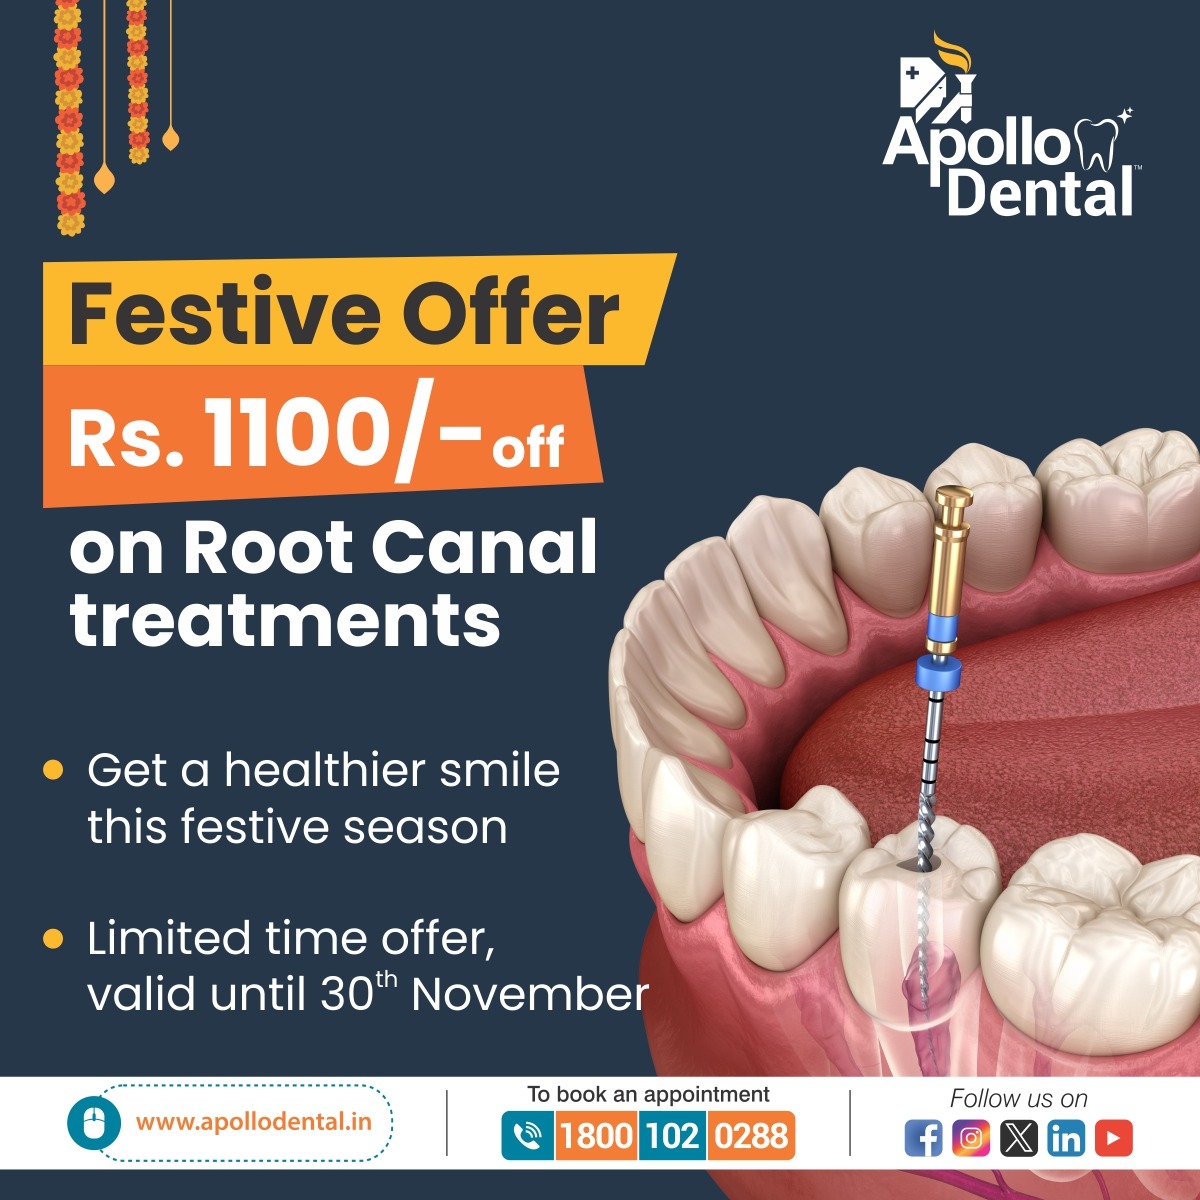 Apollo
Dental™
Festive Offer
Rs. 1100/- off
on Root Canal
treatments
Get a healthier smile
this festive season
Limited time offer,
valid until 30th November
www.apollodental.in
To book an appointment
1800 102 0288
Follow us on